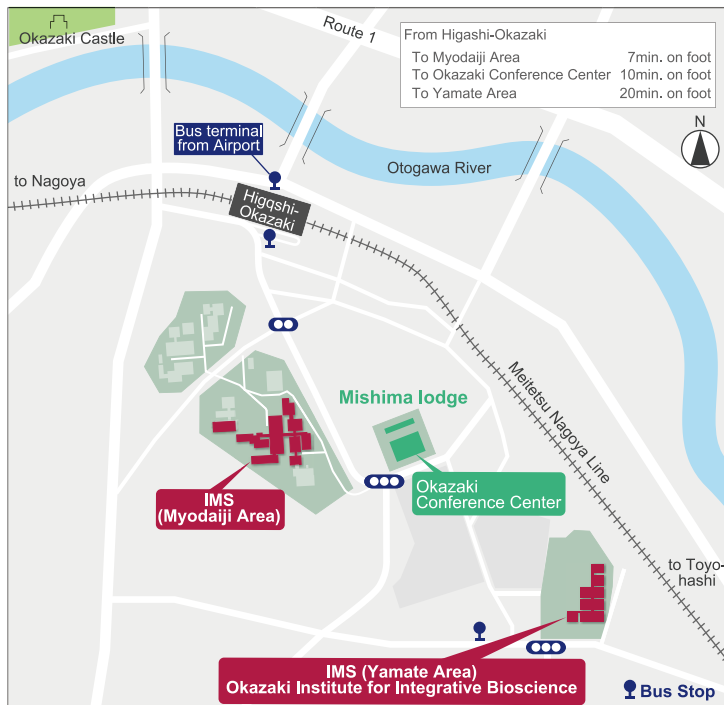 Okazaki Castle
Route 1
From Higashi-Okazaki
To Myodaiji Area 7min. on foot
To Okazaki Conference Center 10min. on foot
To Yamate Area 20min. on foot
N
Bus terminal
from Airport
Otogawa River
to Nagoya
Higqshi-
Okazaki
Meitetsu Nagoya Line
Mishima lodge
Okazaki
Conference Center
IMS
(Myodaiji Area)
to Toyo-
hashi
IMS (Yamate Area)
Okazaki Institute for Integrative Bioscience
Bus Stop